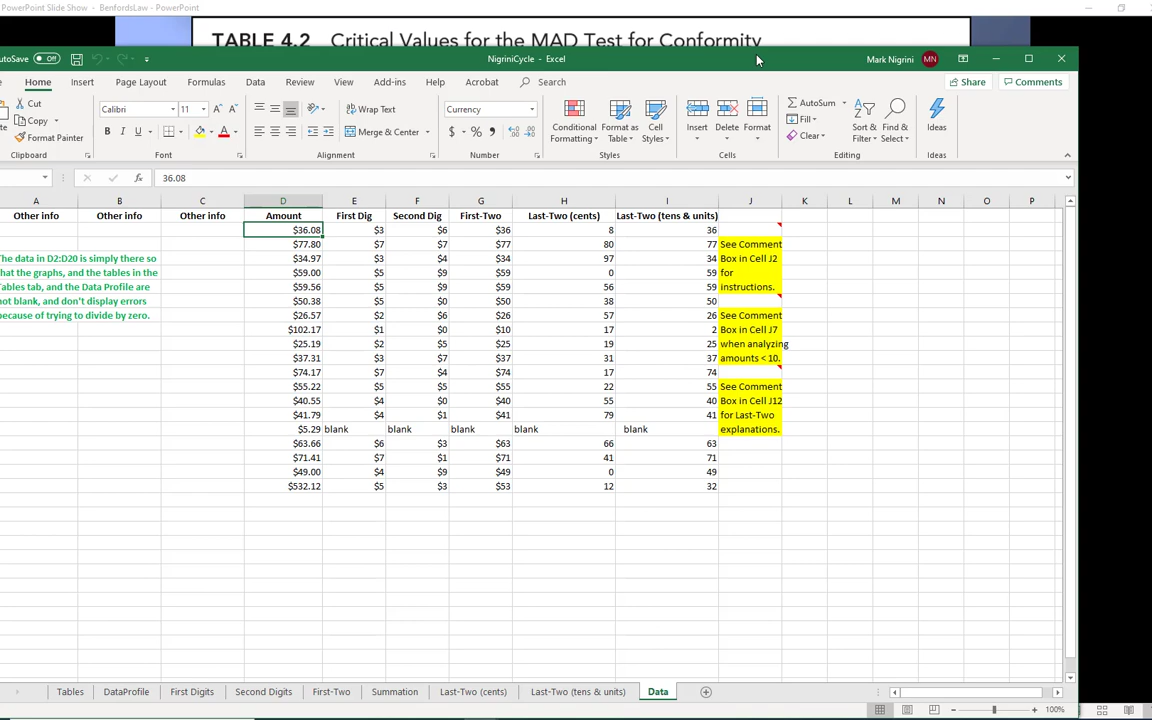 PowerPoint Slide Show - BenfordsLaw - PowerPoint
TABLE 4.2 Critical Values for the MAD Test for Conformity
AutoSave Off
NigriniCycle - Excel
Mark Nigrini MN
Home Insert Page Layout Formulas Data Review View Add-ins Help Acrobat Search Share Comments
Cut
Copy
Format Painter
Calibri 11
B I U
Wrap Text
Merge & Center
Currency
$ % ,
Conditional Formatting
Format as Table
Cell Styles
Insert Delete Format
AutoSum
Fill
Clear
Sort & Filter
Find & Select
Ideas
Clipboard Font Alignment Number Styles Cells Editing Ideas
fx 36.08
A B C D E F G H I J K L M N O P
Other info Other info Other info Amount First Dig Second Dig First-Two Last-Two (cents) Last-Two (tens & units)
$36.08 $3 $6 $36 8 36
$77.80 $7 $7 $77 80 77 See Comment
The data in D2:D20 is simply there so $34.97 $3 $4 $34 97 34 Box in Cell J2
that the graphs, and the tables in the $59.00 $5 $9 $59 0 59 for
Tables tab, and the Data Profile are $59.56 $5 $9 $59 56 59 instructions.
not blank, and don't display errors $50.38 $5 $0 $50 38 50
because of trying to divide by zero. $26.57 $2 $6 $26 57 26 See Comment
$102.17 $1 $0 $10 17 2 Box in Cell J7
$25.19 $2 $5 $25 19 25 when analyzing
$37.31 $3 $7 $37 31 37 amounts < 10.
$74.17 $7 $4 $74 17 74
$55.22 $5 $5 $55 22 55 See Comment
$40.55 $4 $0 $40 55 40 Box in Cell J12
$41.79 $4 $1 $41 79 41 for Last-Two
$5.29 blank blank blank blank blank explanations.
$63.66 $6 $3 $63 66 63
$71.41 $7 $1 $71 41 71
$49.00 $4 $9 $49 0 49
$532.12 $5 $3 $53 12 32
Tables DataProfile First Digits Second Digits First-Two Summation Last-Two (cents) Last-Two (tens & units) Data
100%